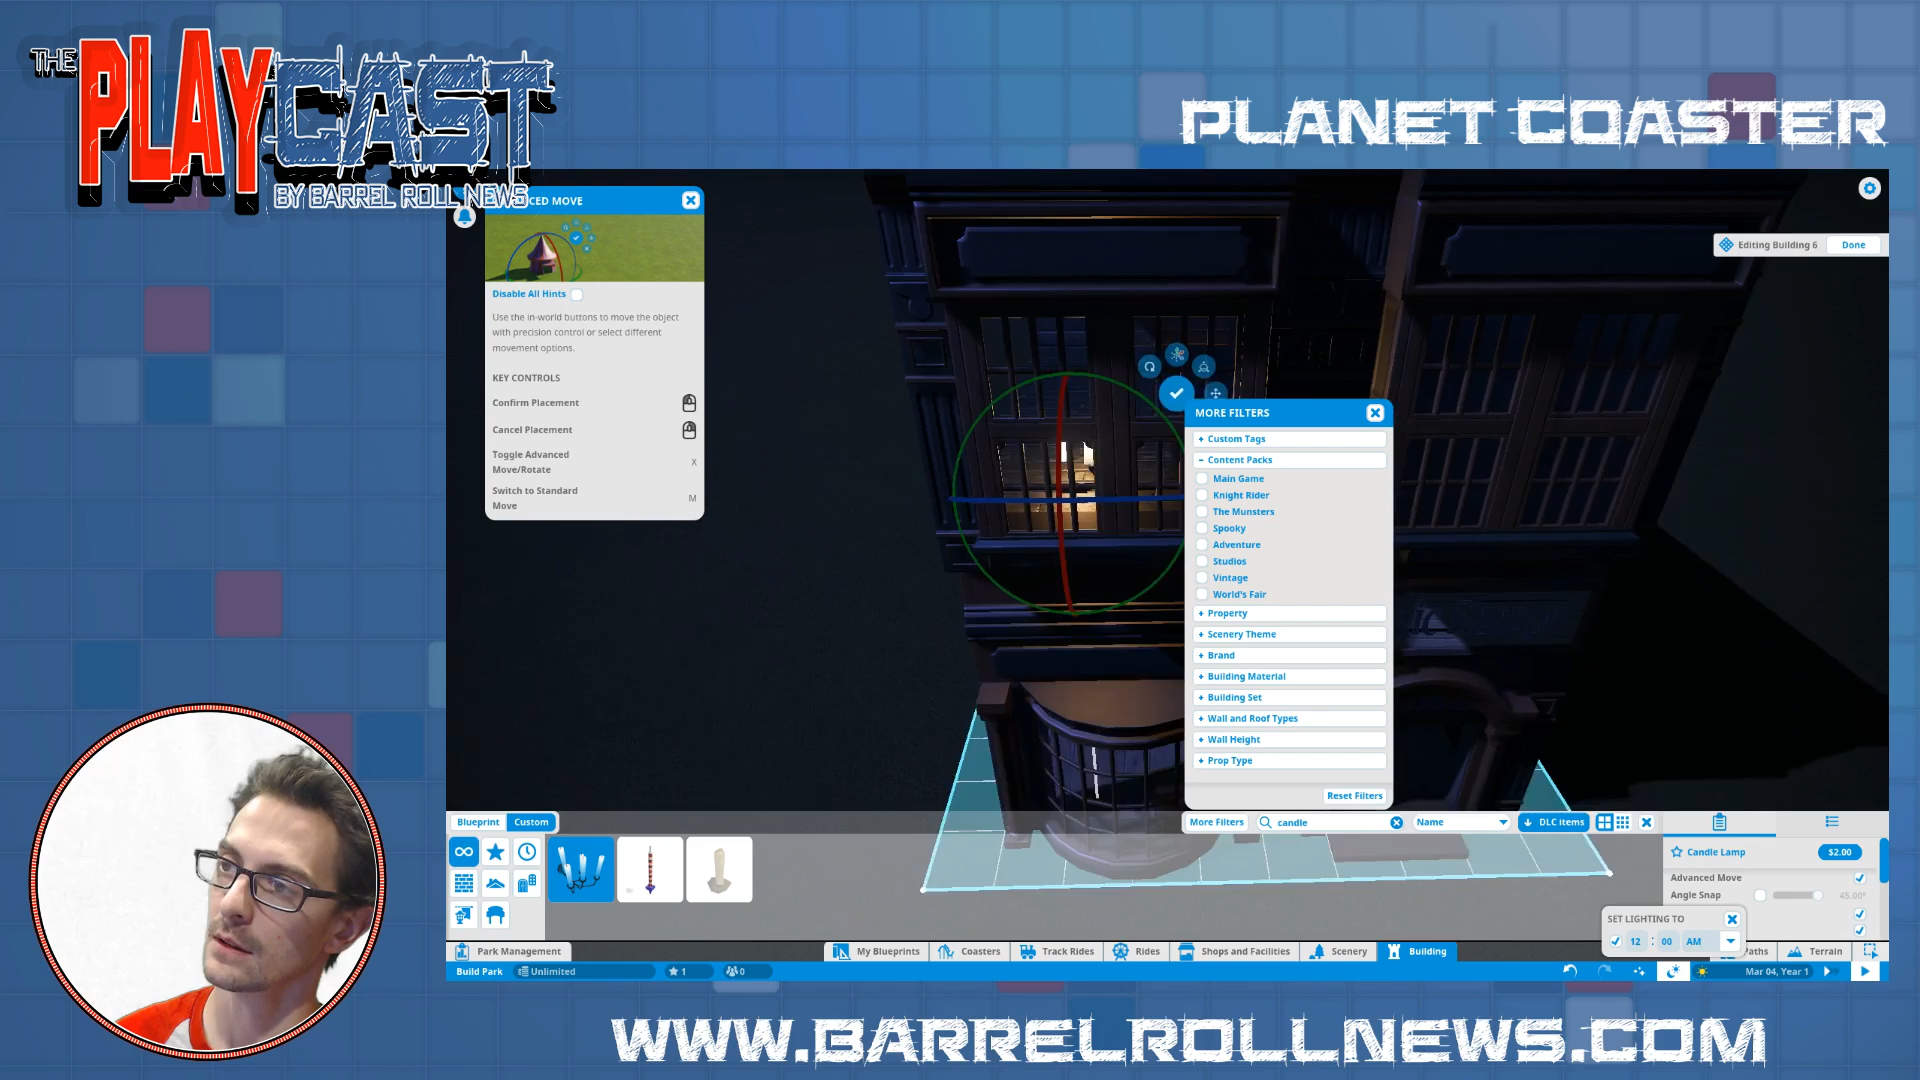 THE PLAYCAST
BY BARREL ROLL NEWS
PLANET COASTER
CED MOVE
Disable All Hints
Use the in-world buttons to move the object
with precision control or select different
movement options.
KEY CONTROLS
Confirm Placement
Cancel Placement
Toggle Advanced
Move/Rotate X
Switch to Standard
Move M
Editing Building 6 Done
MORE FILTERS
+ Custom Tags
− Content Packs
Main Game
Knight Rider
The Munsters
Spooky
Adventure
Studios
Vintage
World's Fair
+ Property
+ Scenery Theme
+ Brand
+ Building Material
+ Building Set
+ Wall and Roof Types
+ Wall Height
+ Prop Type
Reset Filters
Blueprint Custom
More Filters candle Name DLC items
Candle Lamp $2.00
Advanced Move
Angle Snap 45.00°
SET LIGHTING TO
12 : 00 AM
Park Management My Blueprints Coasters Track Rides Rides Shops and Facilities Scenery Building Paths Terrain
Build Park Unlimited 1 0 Mar 04, Year 1
WWW.BARRELROLLNEWS.COM